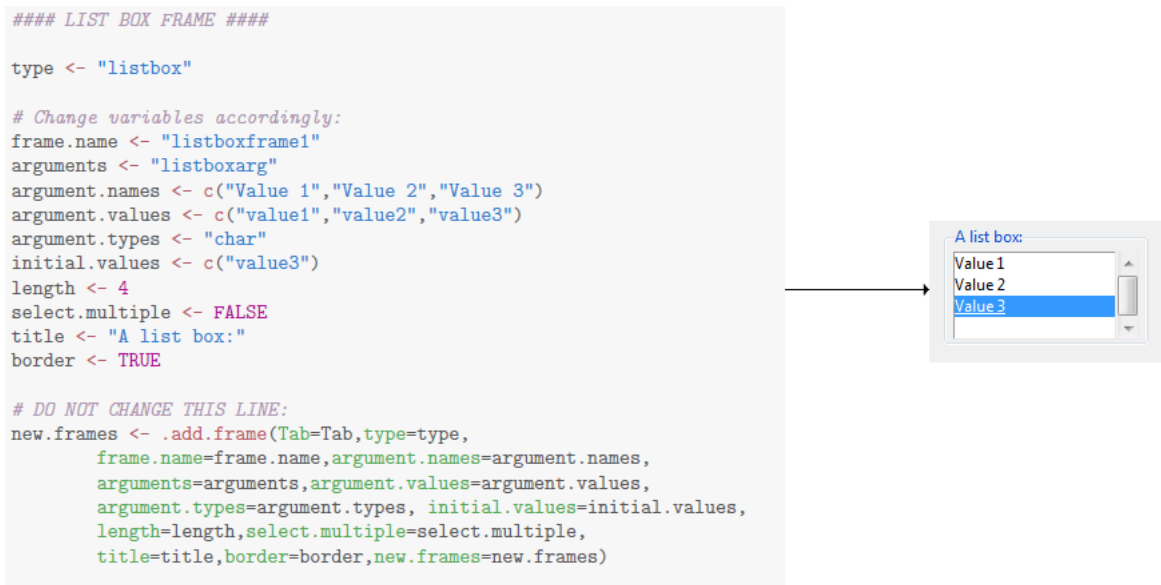 #### LIST BOX FRAME ####
type <- "listbox"
# Change variables accordingly:
frame.name <- "listboxframe1"
arguments <- "listboxarg"
argument.names <- c("Value 1","Value 2","Value 3")
argument.values <- c("value1","value2","value3")
argument.types <- "char"
initial.values <- c("value3")
length <- 4
select.multiple <- FALSE
title <- "A list box:"
border <- TRUE
# DO NOT CHANGE THIS LINE:
new.frames <- .add.frame(Tab=Tab,type=type,
frame.name=frame.name,argument.names=argument.names,
arguments=arguments,argument.values=argument.values,
argument.types=argument.types, initial.values=initial.values,
length=length,select.multiple=select.multiple,
title=title,border=border,new.frames=new.frames)
A list box:
Value 1
Value 2
Value 3